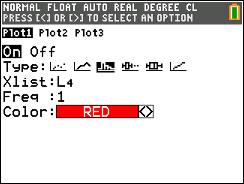 NORMAL FLOAT AUTO REAL DEGREE CL
PRESS [<] OR [>] TO SELECT AN OPTION
Plot1 Plot2 Plot3
On Off
Type:
Xlist:L₄
Freq :1
Color: RED